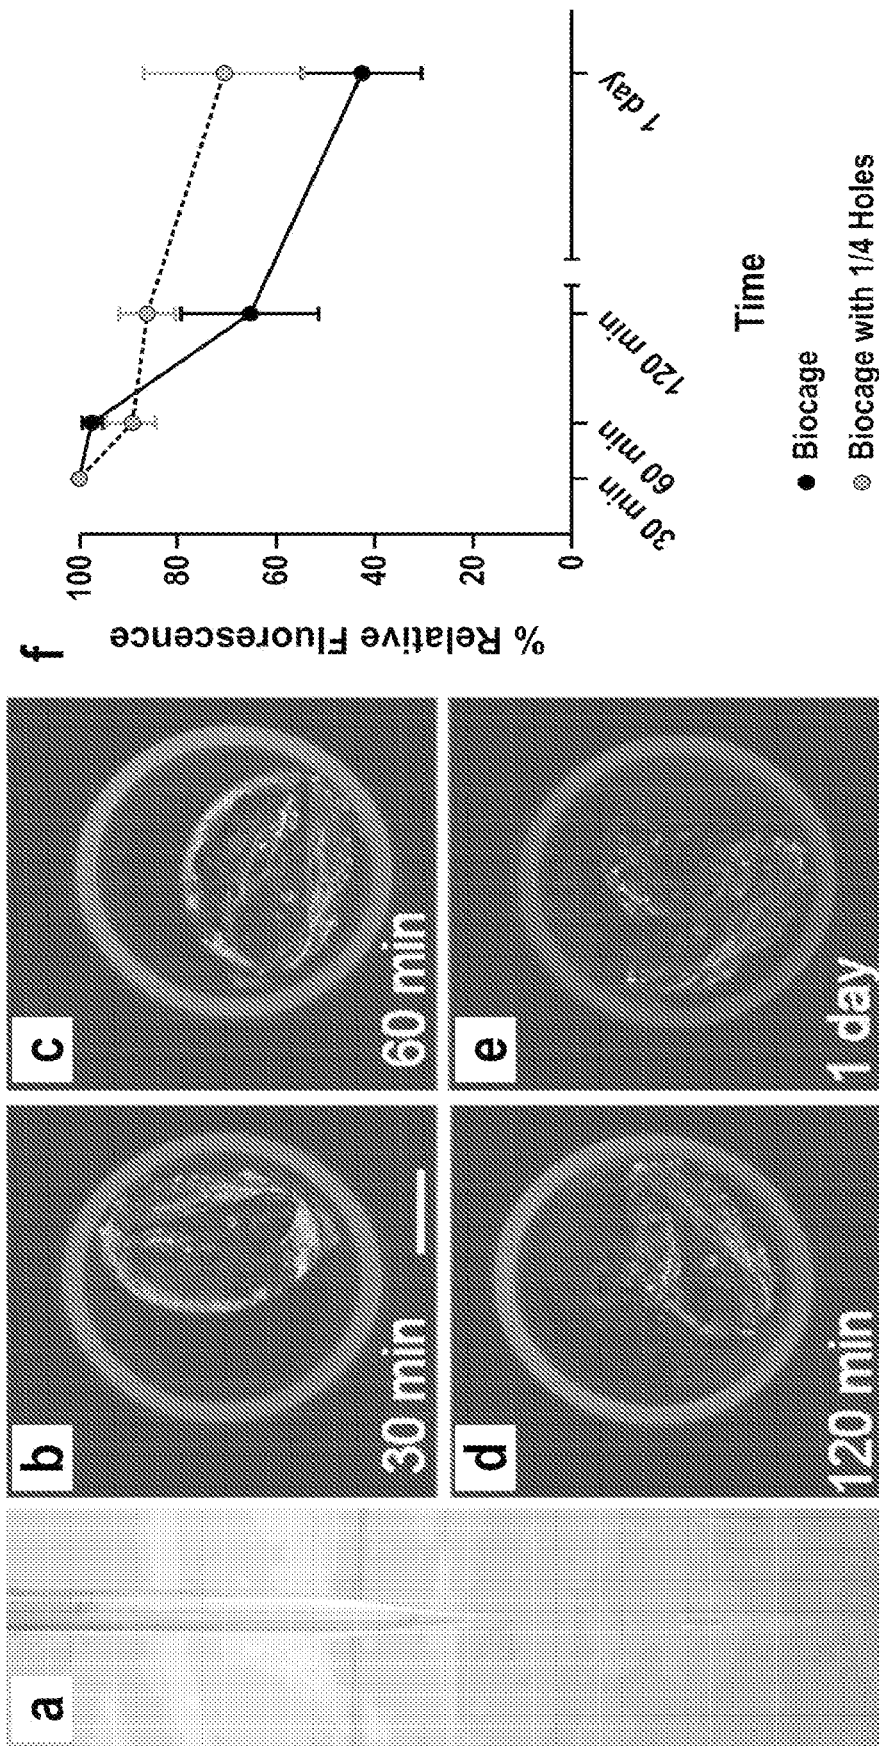 a
b
30 min
c
60 min
d
120 min
e
1 day
f
% Relative Fluorescence
100
80
60
40
20
0
30 min
60 min
120 min
1 day
Time
Biocage
Biocage with 1/4 Holes